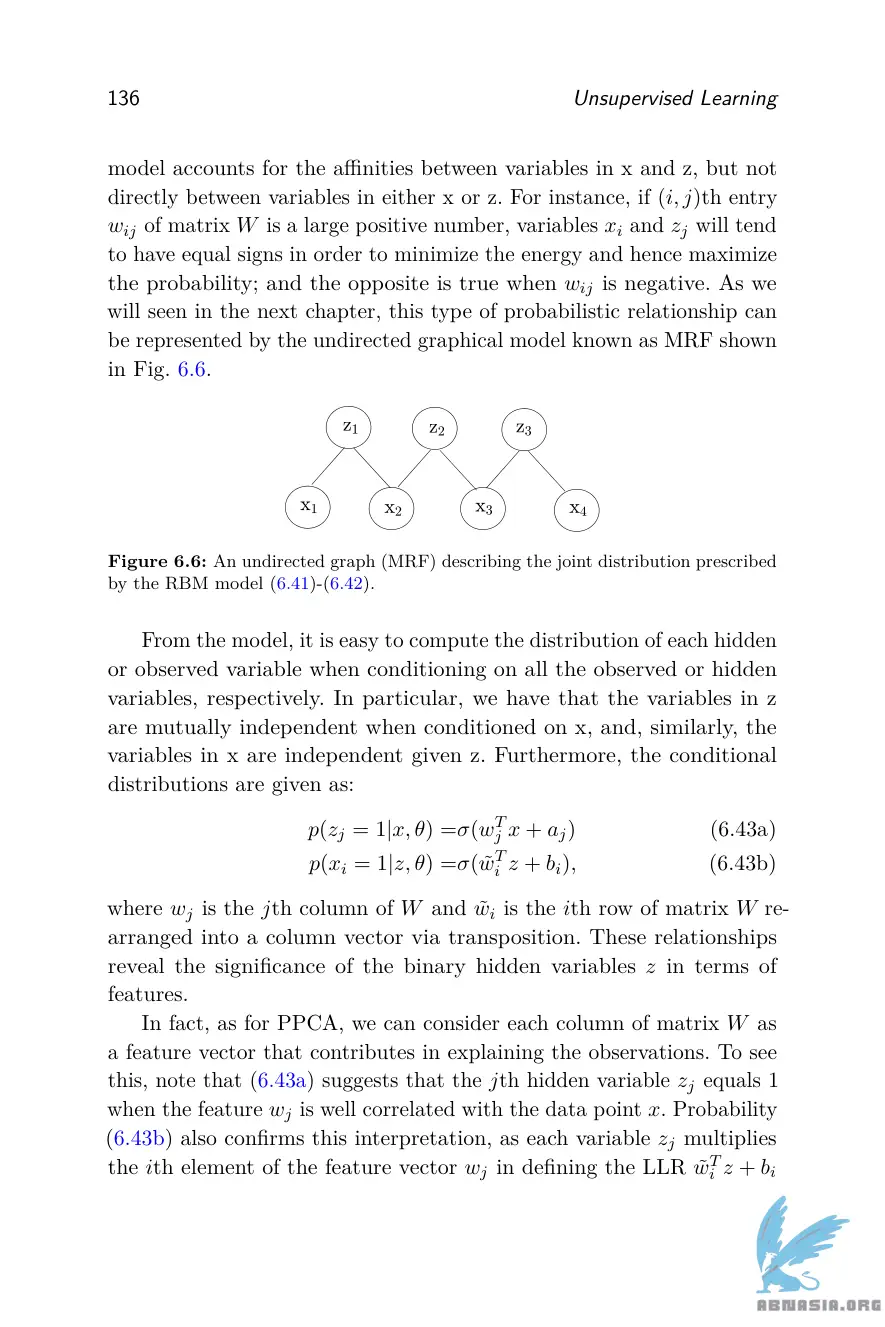 136 Unsupervised Learning
model accounts for the affinities between variables in x and z, but not
directly between variables in either x or z. For instance, if (i, j)th entry
w_{ij} of matrix W is a large positive number, variables x_i and z_j will tend
to have equal signs in order to minimize the energy and hence maximize
the probability; and the opposite is true when w_{ij} is negative. As we
will seen in the next chapter, this type of probabilistic relationship can
be represented by the undirected graphical model known as MRF shown
in Fig. 6.6.
z_1 z_2 z_3
x_1 x_2 x_3 x_4
Figure 6.6: An undirected graph (MRF) describing the joint distribution prescribed
by the RBM model (6.41)-(6.42).
From the model, it is easy to compute the distribution of each hidden
or observed variable when conditioning on all the observed or hidden
variables, respectively. In particular, we have that the variables in z
are mutually independent when conditioned on x, and, similarly, the
variables in x are independent given z. Furthermore, the conditional
distributions are given as:
p(z_j = 1|x, θ) =σ(w_j^T x + a_j) (6.43a)
p(x_i = 1|z, θ) =σ(w̃_i^T z + b_i), (6.43b)
where w_j is the jth column of W and w̃_i is the ith row of matrix W re-
arranged into a column vector via transposition. These relationships
reveal the significance of the binary hidden variables z in terms of
features.
In fact, as for PPCA, we can consider each column of matrix W as
a feature vector that contributes in explaining the observations. To see
this, note that (6.43a) suggests that the jth hidden variable z_j equals 1
when the feature w_j is well correlated with the data point x. Probability
(6.43b) also confirms this interpretation, as each variable z_j multiplies
the ith element of the feature vector w_j in defining the LLR w̃_i^T z + b_i
ABNASIA.ORG